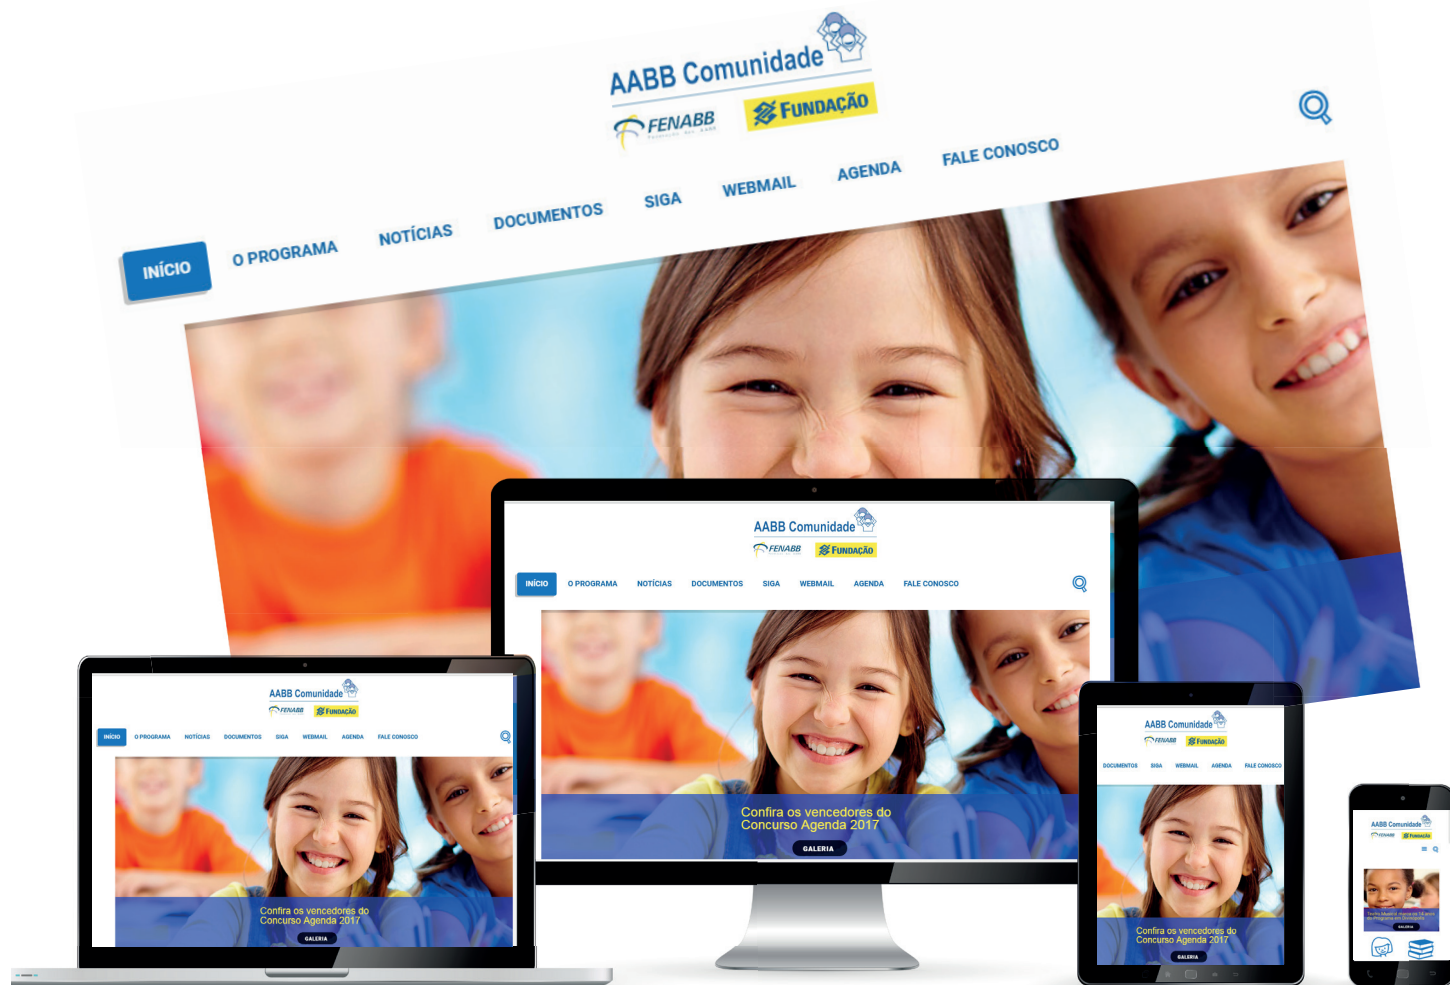 AABB Comunidade
FENABB
Federação das AABB
FUNDAÇÃO
INÍCIO
O PROGRAMA
NOTÍCIAS
DOCUMENTOS
SIGA
WEBMAIL
AGENDA
FALE CONOSCO
AABB Comunidade
FENABB
FUNDAÇÃO
INÍCIO O PROGRAMA NOTÍCIAS DOCUMENTOS SIGA WEBMAIL AGENDA FALE CONOSCO
Confira os vencedores do
Concurso Agenda 2017
GALERIA
AABB Comunidade
FENABB
FUNDAÇÃO
INÍCIO O PROGRAMA NOTÍCIAS DOCUMENTOS SIGA WEBMAIL AGENDA FALE CONOSCO
Confira os vencedores do
Concurso Agenda 2017
GALERIA
AABB Comunidade
FENABB
FUNDAÇÃO
DOCUMENTOS SIGA WEBMAIL AGENDA FALE CONOSCO
Confira os vencedores do
Concurso Agenda 2017
GALERIA
AABB Comunidade
FENABB
FUNDAÇÃO
GALERIA